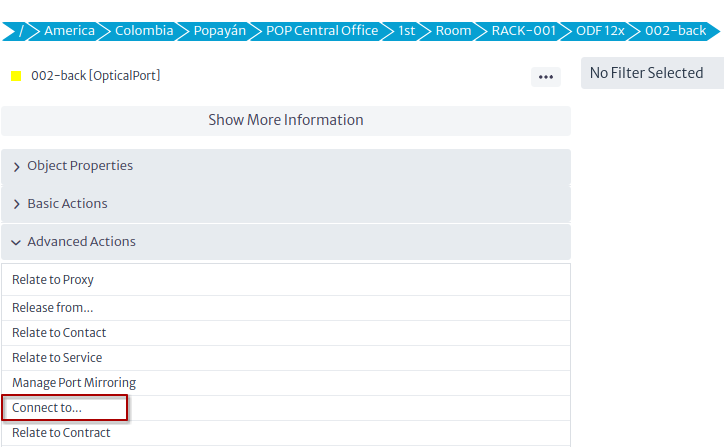 / America Colombia Popayán POP Central Office 1st Room RACK-001 ODF 12x 002-back
002-back [OpticalPort]
No Filter Selected
Show More Information
Object Properties
Basic Actions
Advanced Actions
Relate to Proxy
Release from...
Relate to Contact
Relate to Service
Manage Port Mirroring
Connect to...
Relate to Contract